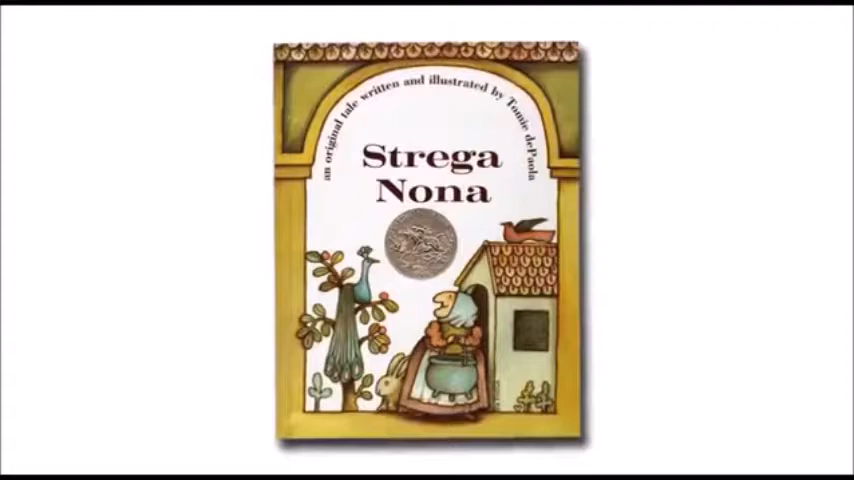 an original tale written and illustrated by Tomie dePaola
Strega
Nona